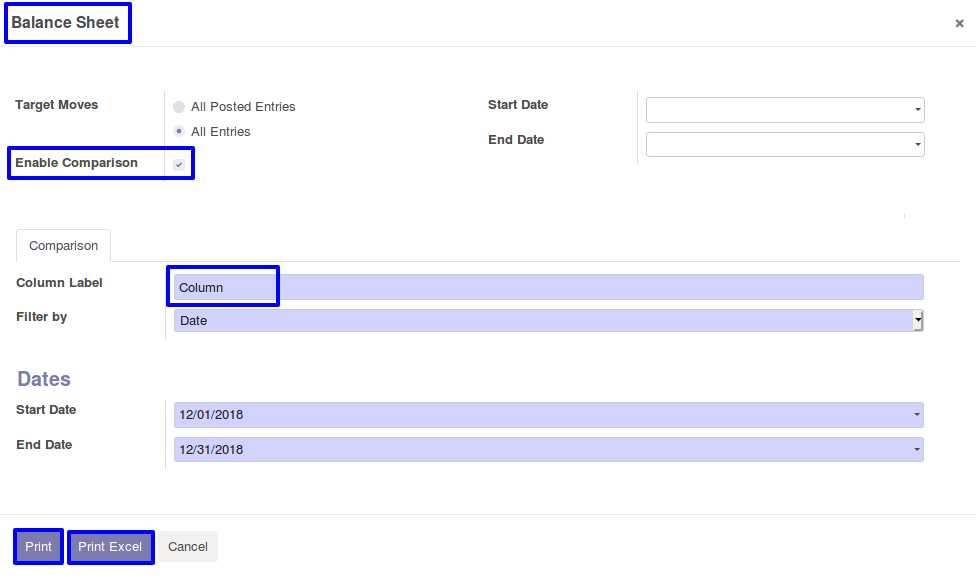 Balance Sheet ×
Target Moves
All Posted Entries
All Entries
Start Date
End Date
Enable Comparison
Comparison
Column Label Column
Filter by Date
Dates
Start Date 12/01/2018
End Date 12/31/2018
Print Print Excel Cancel